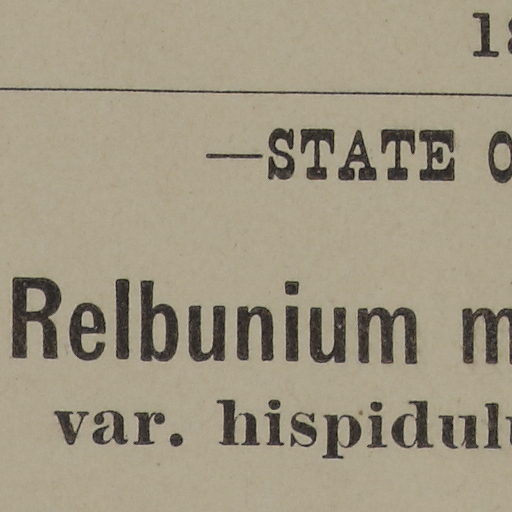 18
—STATE O
Relbunium m
var. hispidulu